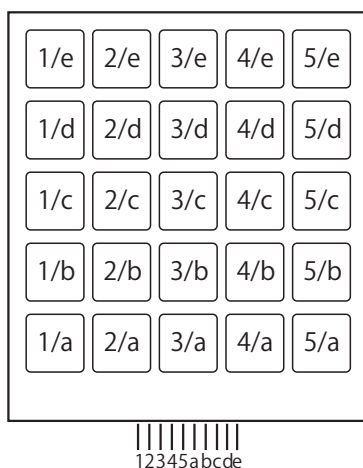 1/e 2/e 3/e 4/e 5/e
1/d 2/d 3/d 4/d 5/d
1/c 2/c 3/c 4/c 5/c
1/b 2/b 3/b 4/b 5/b
1/a 2/a 3/a 4/a 5/a
12345abcde